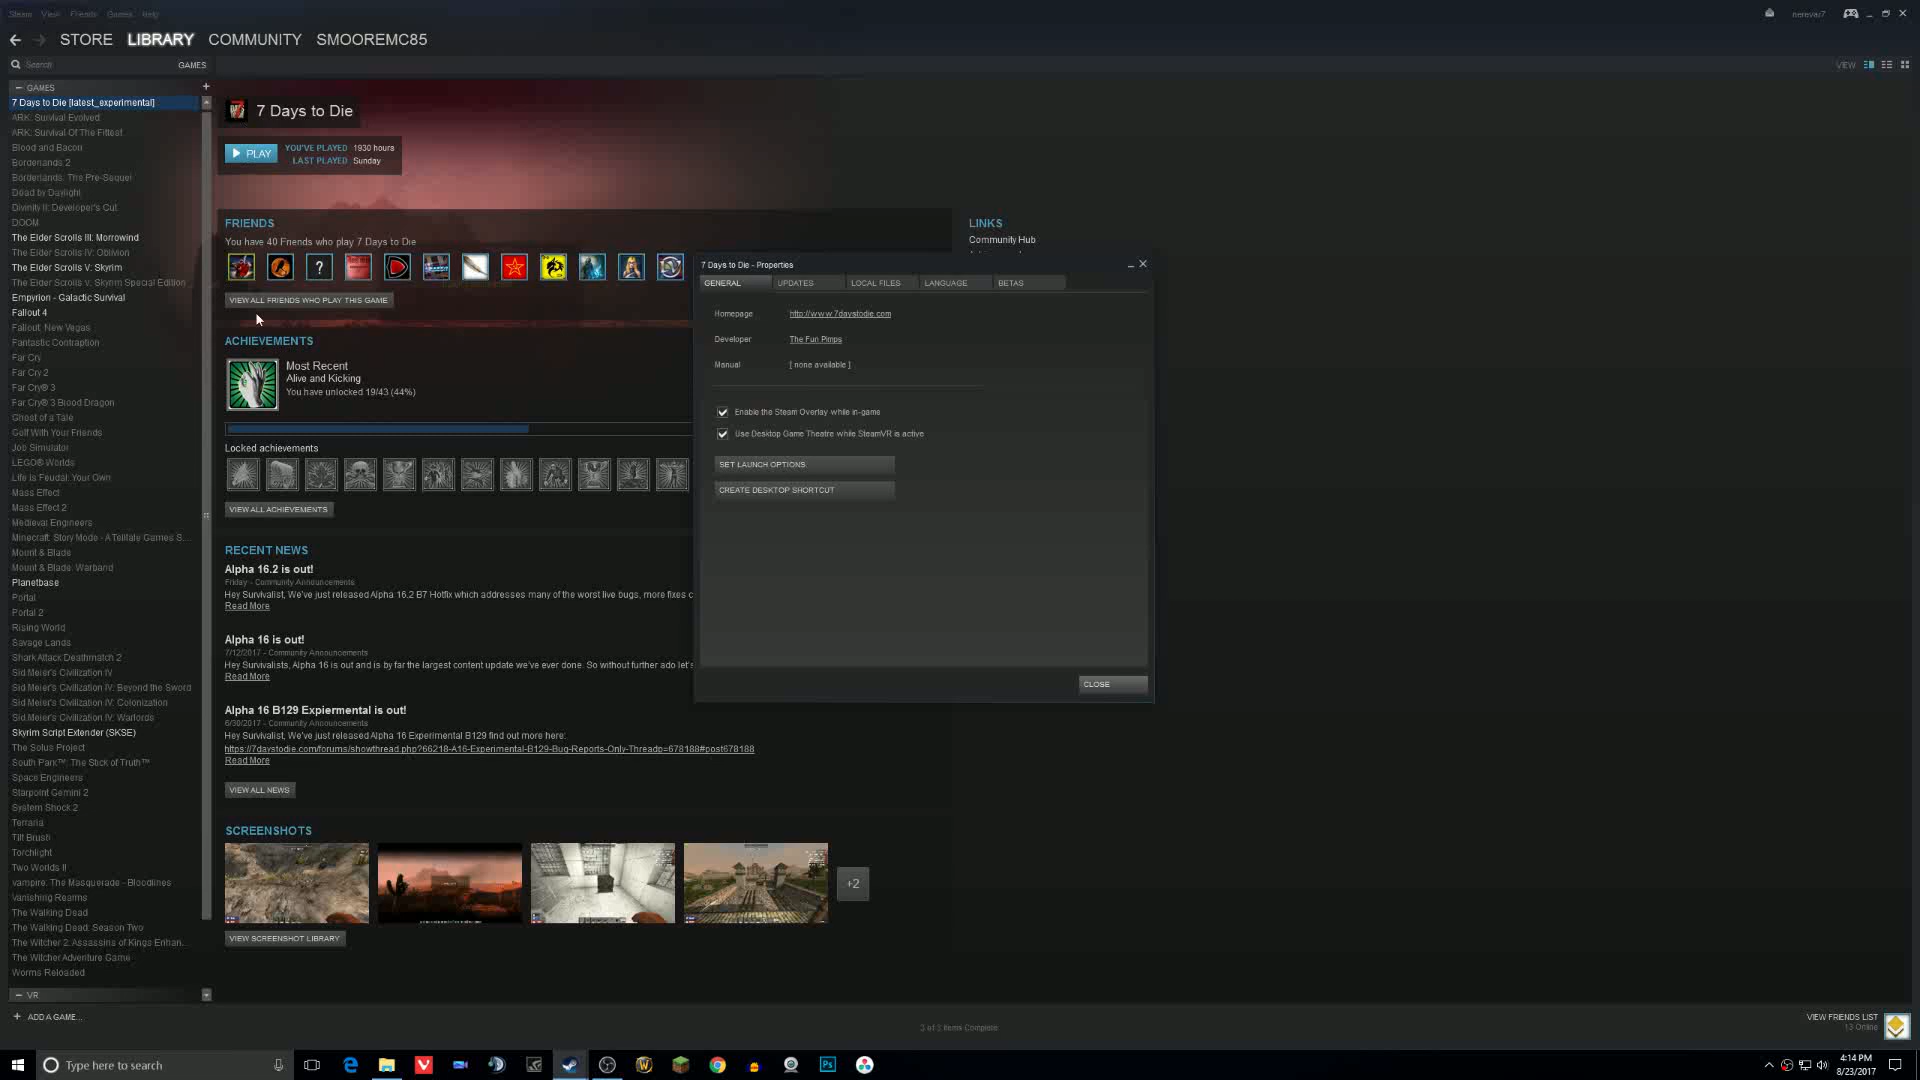 Steam View Friends Games Help
nerevar7
STORE LIBRARY COMMUNITY SMOOREMC85
Search GAMES
VIEW
GAMES
7 Days to Die [latest_experimental]
ARK: Survival Evolved
ARK: Survival Of The Fittest
Blood and Bacon
Borderlands 2
Borderlands: The Pre-Sequel
Dead by Daylight
Divinity II: Developer's Cut
DOOM
The Elder Scrolls III: Morrowind
The Elder Scrolls IV: Oblivion
The Elder Scrolls V: Skyrim
The Elder Scrolls V: Skyrim Special Edition
Empyrion - Galactic Survival
Fallout 4
Fallout: New Vegas
Fantastic Contraption
Far Cry
Far Cry 2
Far Cry® 3
Far Cry® 3 Blood Dragon
Ghost of a Tale
Golf With Your Friends
Job Simulator
LEGO® Worlds
Life is Feudal: Your Own
Mass Effect
Mass Effect 2
Medieval Engineers
Minecraft: Story Mode - A Telltale Games S...
Mount & Blade
Mount & Blade: Warband
Planetbase
Portal
Portal 2
Rising World
Savage Lands
Shark Attack Deathmatch 2
Sid Meier's Civilization IV
Sid Meier's Civilization IV: Beyond the Sword
Sid Meier's Civilization IV: Colonization
Sid Meier's Civilization IV: Warlords
Skyrim Script Extender (SKSE)
The Solus Project
South Park™: The Stick of Truth™
Space Engineers
Starpoint Gemini 2
System Shock 2
Terraria
Tilt Brush
Torchlight
Two Worlds II
Vampire: The Masquerade - Bloodlines
Vanishing Realms
The Walking Dead
The Walking Dead: Season Two
The Witcher 2: Assassins of Kings Enhan...
The Witcher Adventure Game
Worms Reloaded
VR
ADD A GAME...
7 Days to Die
PLAY
YOU'VE PLAYED 1930 hours
LAST PLAYED Sunday
FRIENDS
You have 40 Friends who play 7 Days to Die
VIEW ALL FRIENDS WHO PLAY THIS GAME
ACHIEVEMENTS
Most Recent
Alive and Kicking
You have unlocked 19/43 (44%)
Locked achievements
VIEW ALL ACHIEVEMENTS
RECENT NEWS
Alpha 16.2 is out!
Friday - Community Announcements
Hey Survivalist, We've just released Alpha 16.2 B7 Hotfix which addresses many of the worst live bugs, more fixes c
Read More
Alpha 16 is out!
7/12/2017 - Community Announcements
Hey Survivalists, Alpha 16 is out and is by far the largest content update we've ever done. So without further ado let's
Read More
Alpha 16 B129 Expiermental is out!
6/30/2017 - Community Announcements
Hey Survivalist, We've just released Alpha 16 Experimental B129 find out more here:
https://7daystodie.com/forums/showthread.php?66218-A16-Experimental-B129-Bug-Reports-Only-Threadp=678188#post678188
Read More
VIEW ALL NEWS
SCREENSHOTS
+2
VIEW SCREENSHOT LIBRARY
LINKS
Community Hub
7 Days to Die - Properties
GENERAL UPDATES LOCAL FILES LANGUAGE BETAS
Homepage http://www.7daystodie.com
Developer The Fun Pimps
Manual [ none available ]
Enable the Steam Overlay while in-game
Use Desktop Game Theatre while SteamVR is active
SET LAUNCH OPTIONS
CREATE DESKTOP SHORTCUT
CLOSE
3 of 3 Items Complete
VIEW FRIENDS LIST
13 Online
Type here to search
4:14 PM
8/23/2017